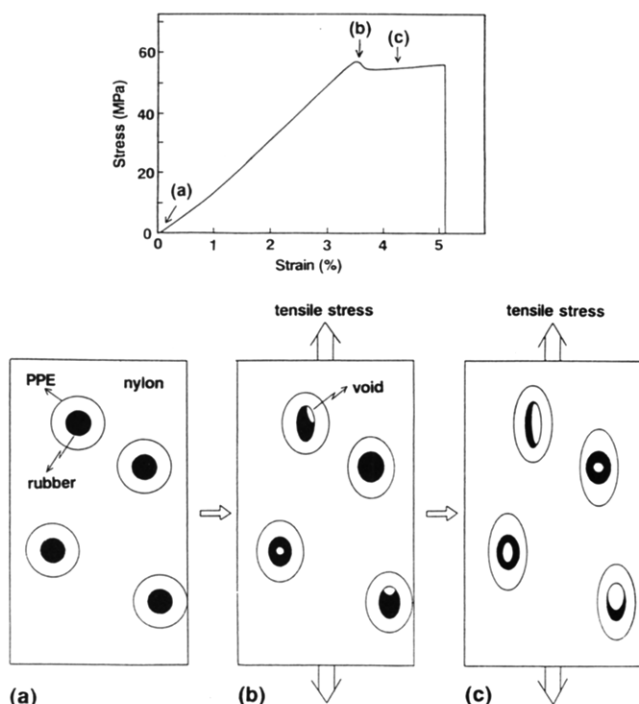 (b)
(c)
60
40
20
0
Stress (MPa)
(a)
0 1 2 3 4 5
Strain (%)
tensile stress
tensile stress
PPE
nylon
rubber
void
(a)
(b)
(c)